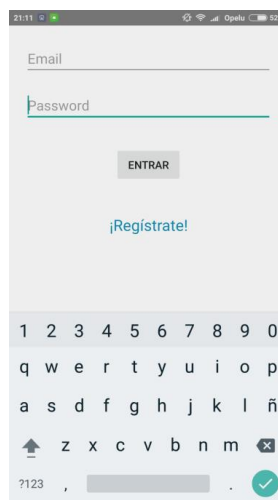 21:11 Opelu 52
Email
Password
ENTRAR
¡Regístrate!
1 2 3 4 5 6 7 8 9 0
q w e r t y u i o p
a s d f g h j k l ñ
z x c v b n m
?123 , .